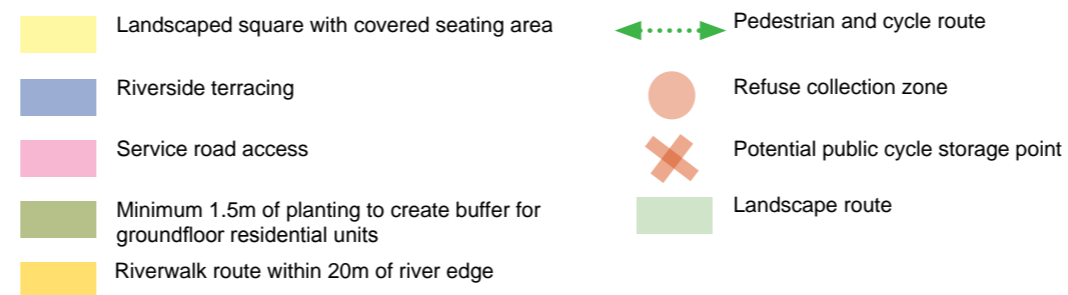 Landscaped square with covered seating area
Riverside terracing
Service road access
Minimum 1.5m of planting to create buffer for
groundfloor residential units
Riverwalk route within 20m of river edge
Pedestrian and cycle route
Refuse collection zone
Potential public cycle storage point
Landscape route